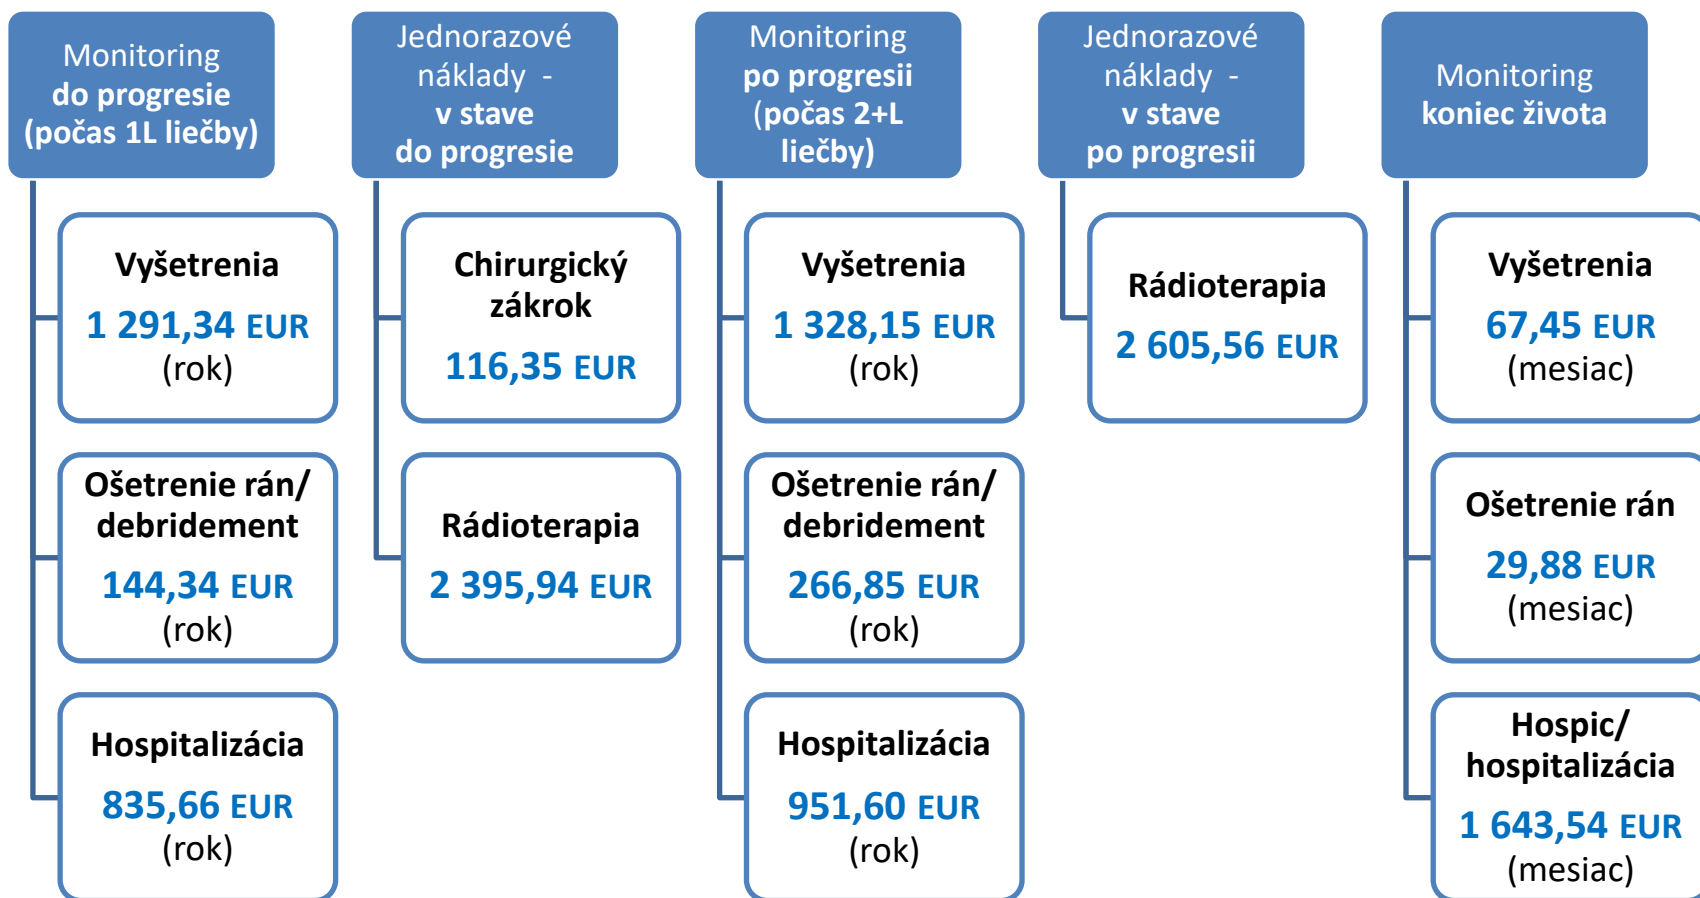 Monitoring
do progresie
(počas 1L liečby)
Vyšetrenia
1 291,34 EUR
(rok)
Ošetrenie rán/
debridement
144,34 EUR
(rok)
Hospitalizácia
835,66 EUR
(rok)
Jednorazové
náklady -
v stave
do progresie
Chirurgický
zákrok
116,35 EUR
Rádioterapia
2 395,94 EUR
Monitoring
po progresii
(počas 2+L
liečby)
Vyšetrenia
1 328,15 EUR
(rok)
Ošetrenie rán/
debridement
266,85 EUR
(rok)
Hospitalizácia
951,60 EUR
(rok)
Jednorazové
náklady -
v stave
po progresii
Rádioterapia
2 605,56 EUR
Monitoring
koniec života
Vyšetrenia
67,45 EUR
(mesiac)
Ošetrenie rán
29,88 EUR
(mesiac)
Hospic/
hospitalizácia
1 643,54 EUR
(mesiac)